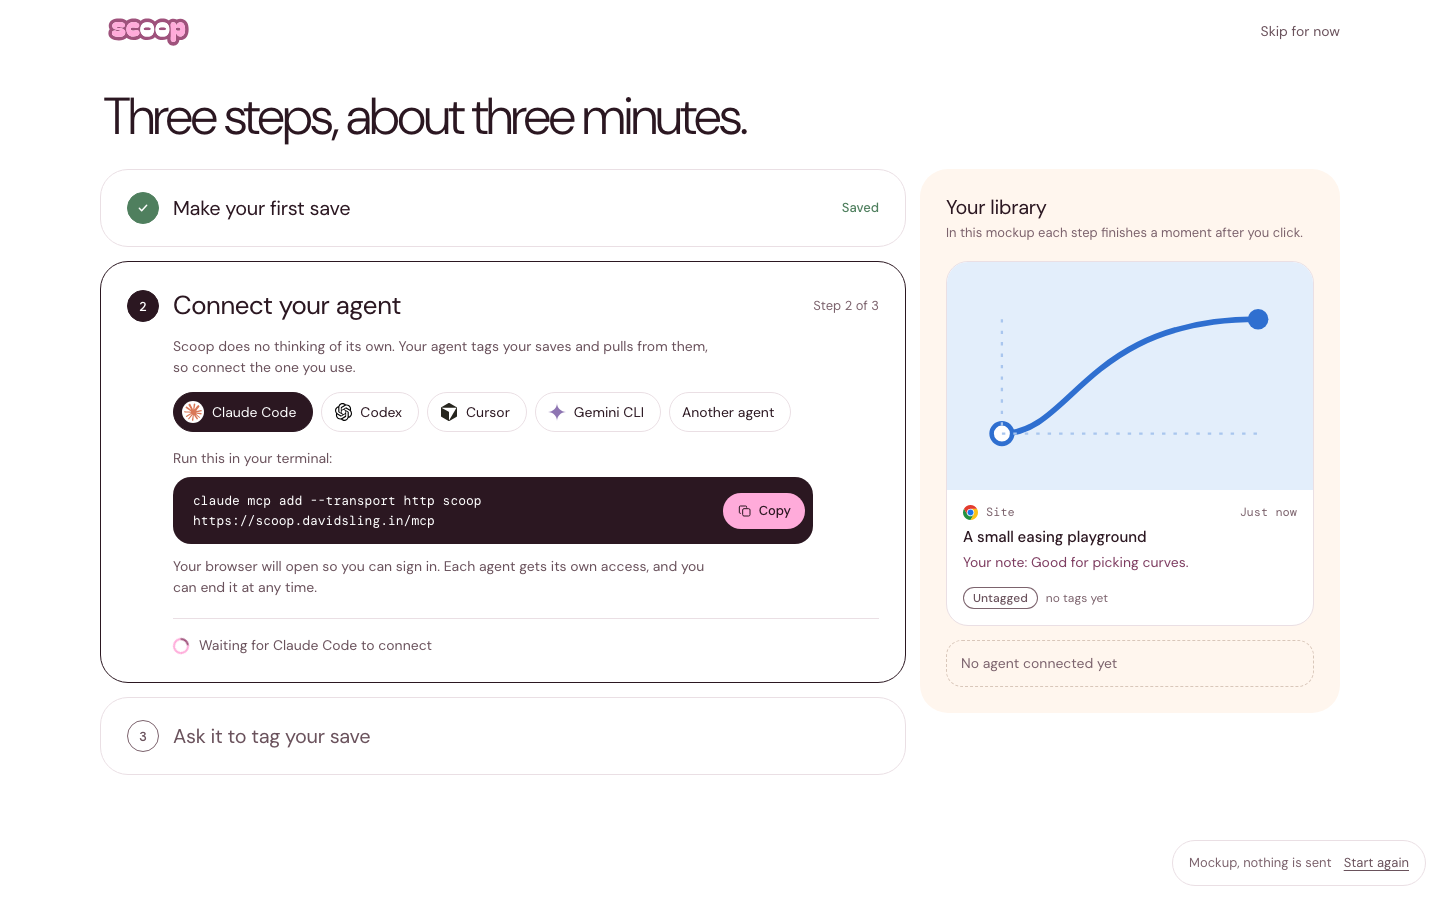 scoop
Skip for now
Three steps, about three minutes.
Make your first save
Saved
2
Connect your agent
Step 2 of 3
Scoop does no thinking of its own. Your agent tags your saves and pulls from them,
so connect the one you use.
Claude Code
Codex
Cursor
Gemini CLI
Another agent
Run this in your terminal:
claude mcp add --transport http scoop
https://scoop.davidsling.in/mcp
Copy
Your browser will open so you can sign in. Each agent gets its own access, and you
can end it at any time.
Waiting for Claude Code to connect
3
Ask it to tag your save
Your library
In this mockup each step finishes a moment after you click.
Site
Just now
A small easing playground
Your note: Good for picking curves.
Untagged
no tags yet
No agent connected yet
Mockup, nothing is sent
Start again